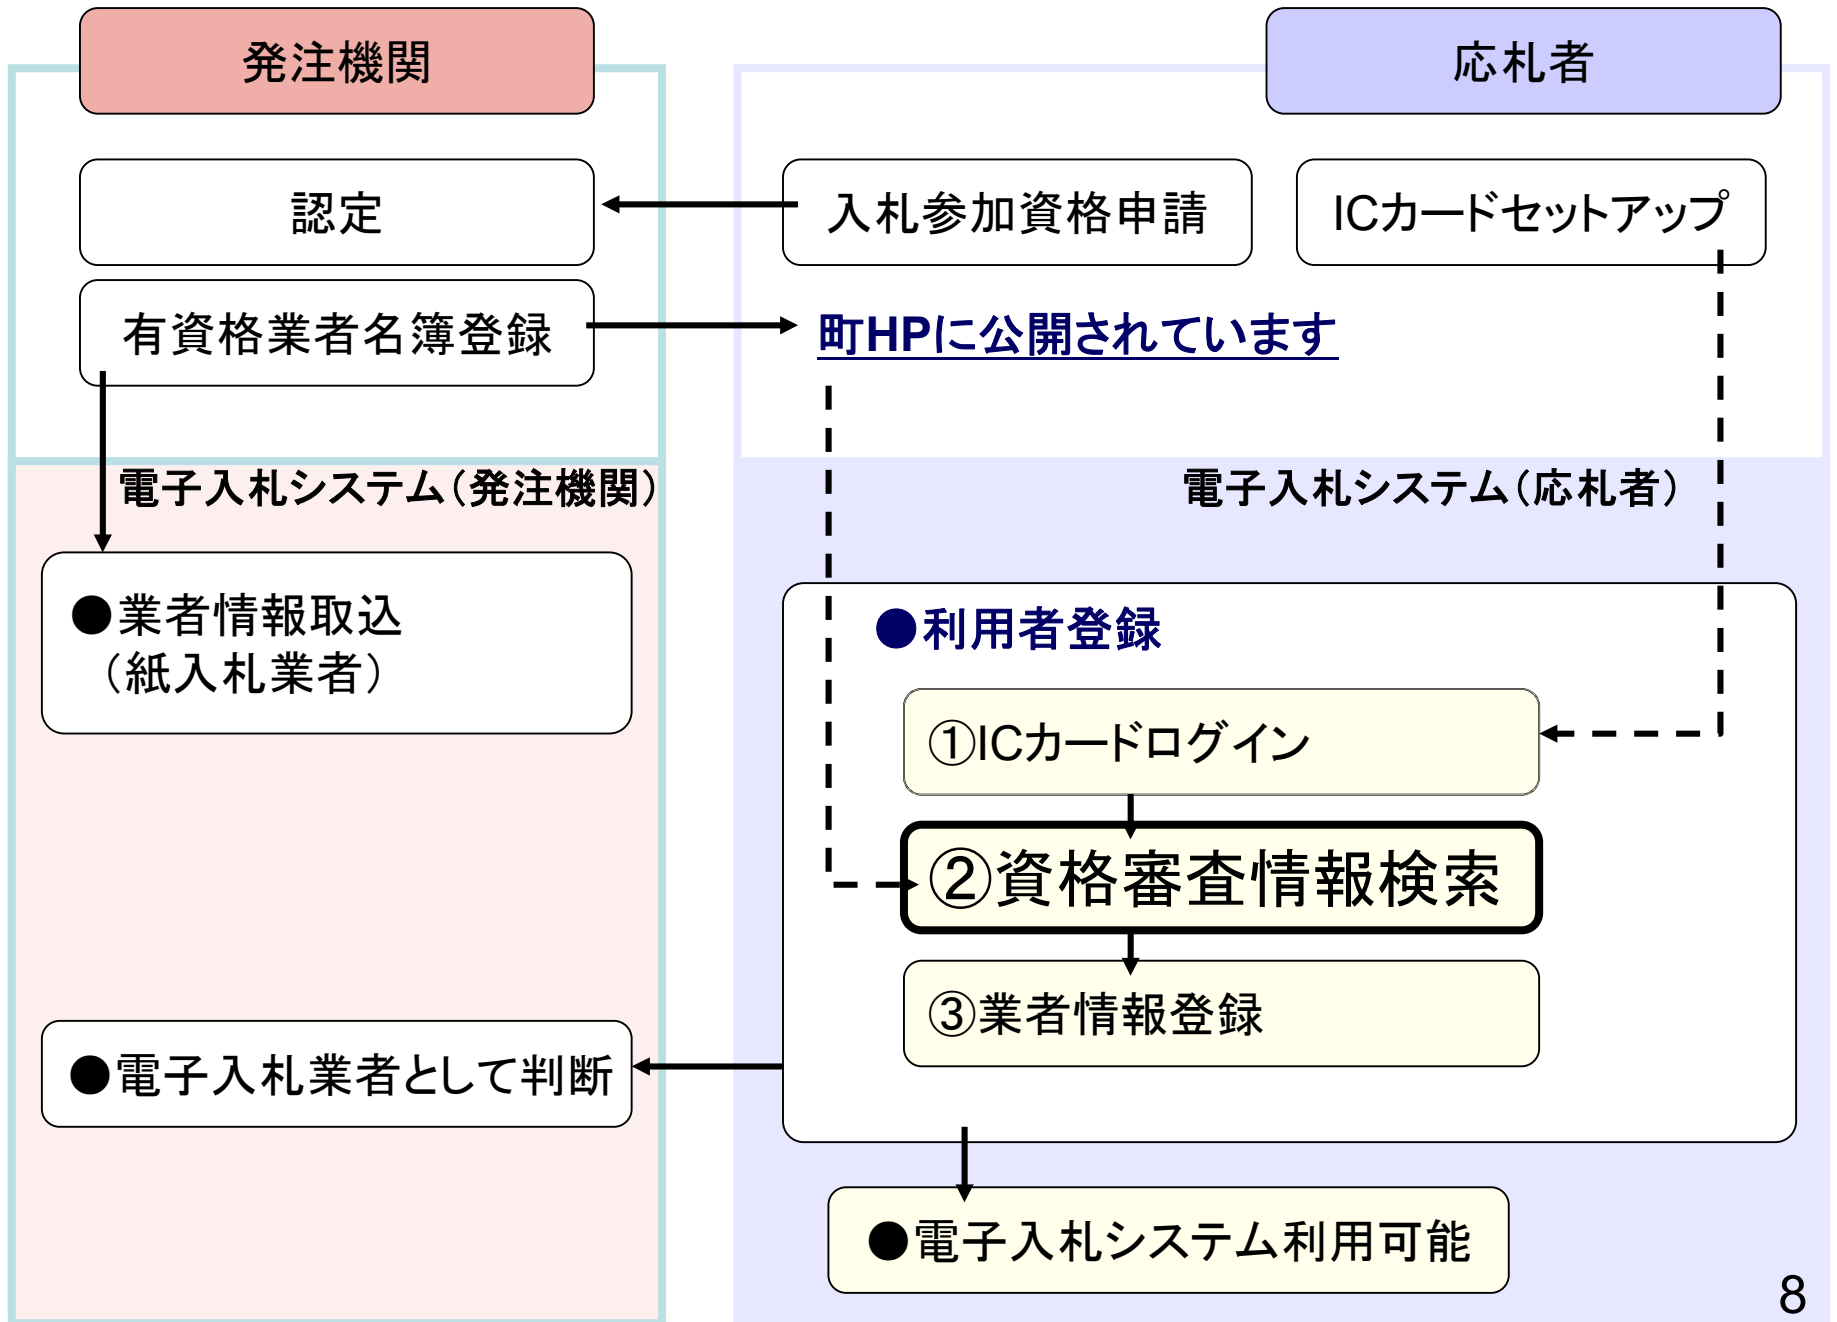 発注機関
応札者
認定
入札参加資格申請
ICカードセットアップ
有資格業者名簿登録
町HPに公開されています
電子入札システム（発注機関）
電子入札システム（応札者）
●業者情報取込
（紙入札業者）
●利用者登録
①ICカードログイン
②資格審査情報検索
③業者情報登録
●電子入札業者として判断
●電子入札システム利用可能
8